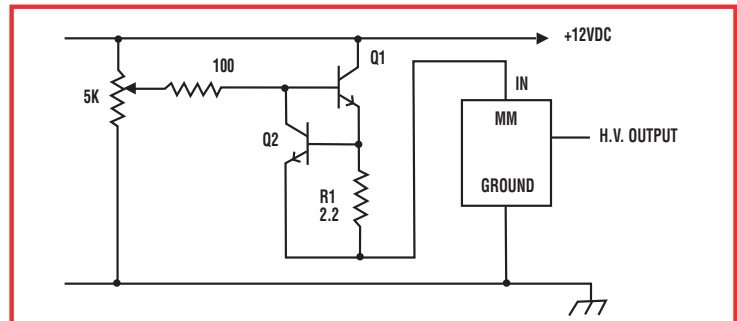 +12VDC
Q1
100
5K
IN
MM
Q2
H.V. OUTPUT
GROUND
R1
2.2